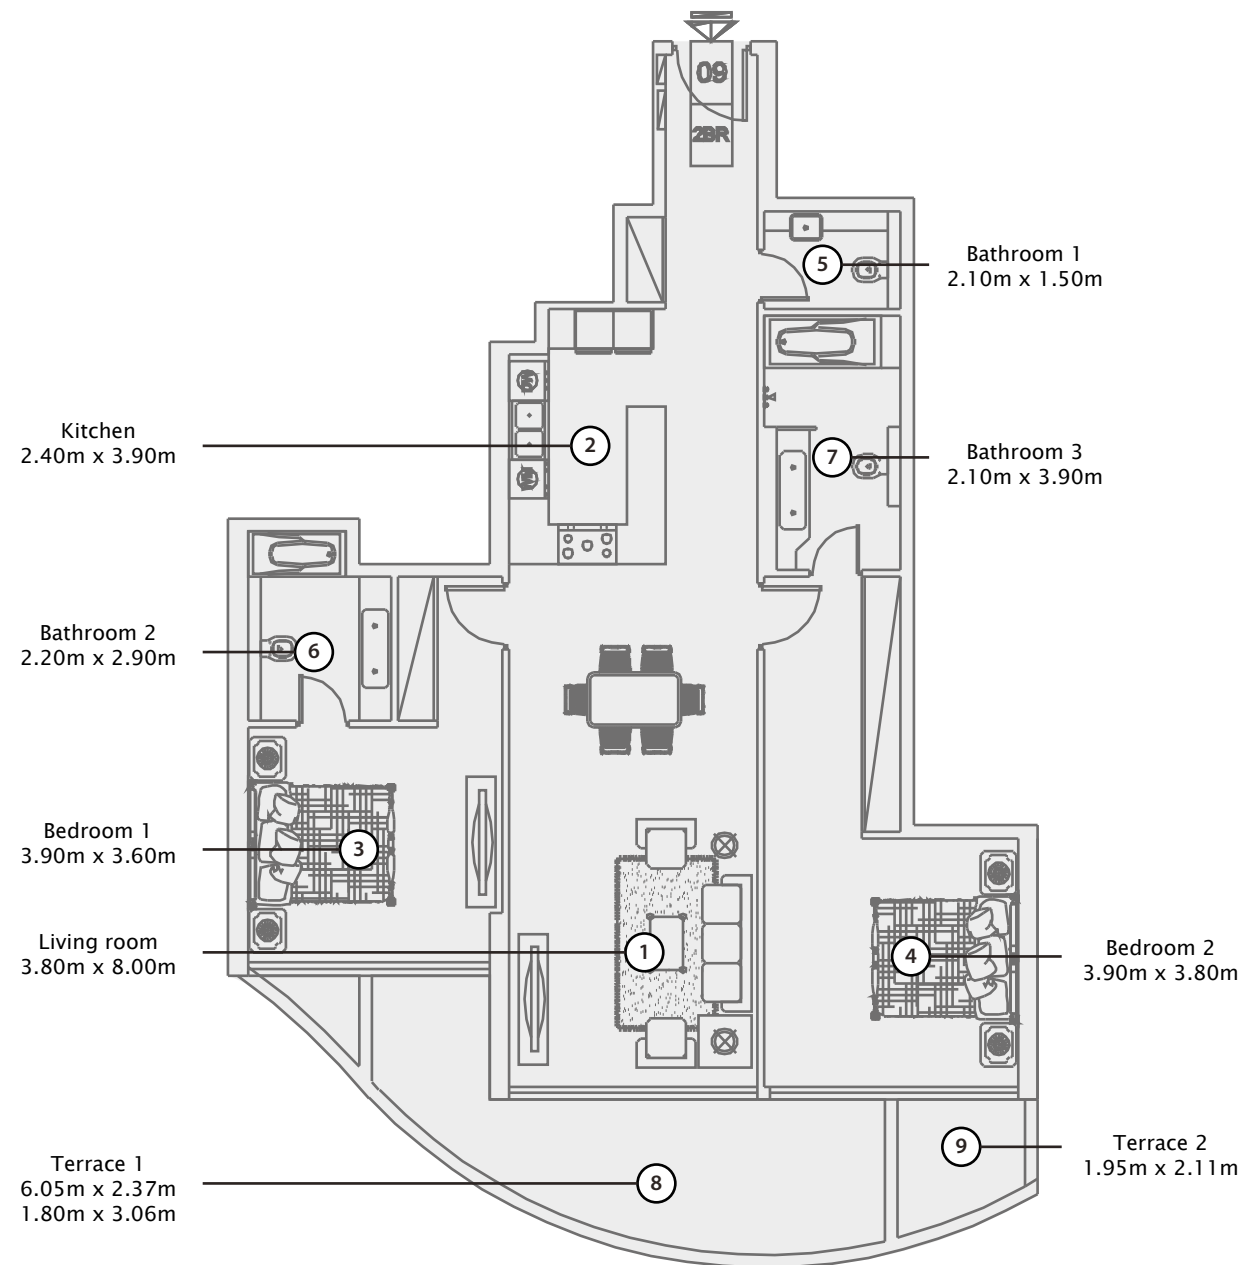 09
2BR
5
Bathroom 1
2.10m x 1.50m
Kitchen
2.40m x 3.90m
2
7
Bathroom 3
2.10m x 3.90m
Bathroom 2
2.20m x 2.90m
6
Bedroom 1
3.90m x 3.60m
3
Living room
3.80m x 8.00m
1
4
Bedroom 2
3.90m x 3.80m
Terrace 1
6.05m x 2.37m
1.80m x 3.06m
8
9
Terrace 2
1.95m x 2.11m